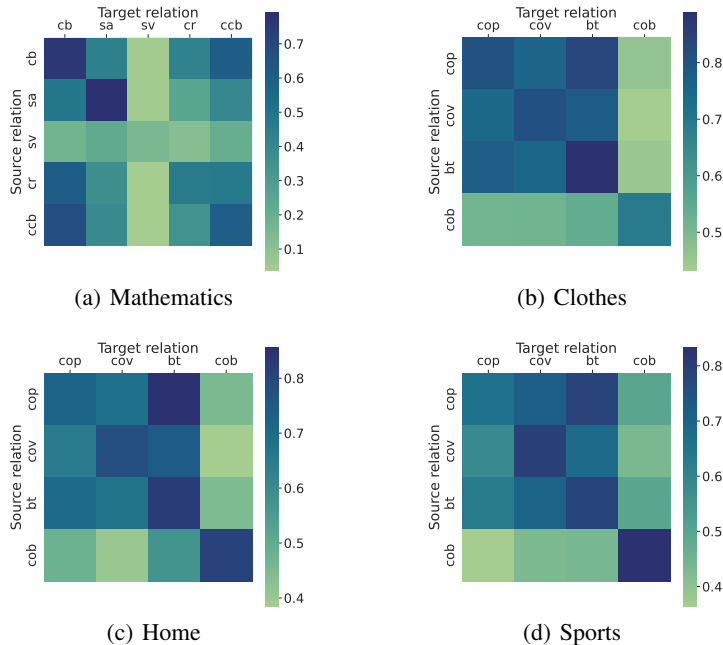 Target relation
cb sa sv cr ccb
Source relation
cb
sa
sv
cr
ccb
0.7
0.6
0.5
0.4
0.3
0.2
0.1
(a) Mathematics
Target relation
cop cov bt cob
Source relation
cop
cov
bt
cob
0.8
0.7
0.6
0.5
(b) Clothes
Target relation
cop cov bt cob
Source relation
cop
cov
bt
cob
0.8
0.7
0.6
0.5
0.4
(c) Home
Target relation
cop cov bt cob
Source relation
cop
cov
bt
cob
0.8
0.7
0.6
0.5
0.4
(d) Sports